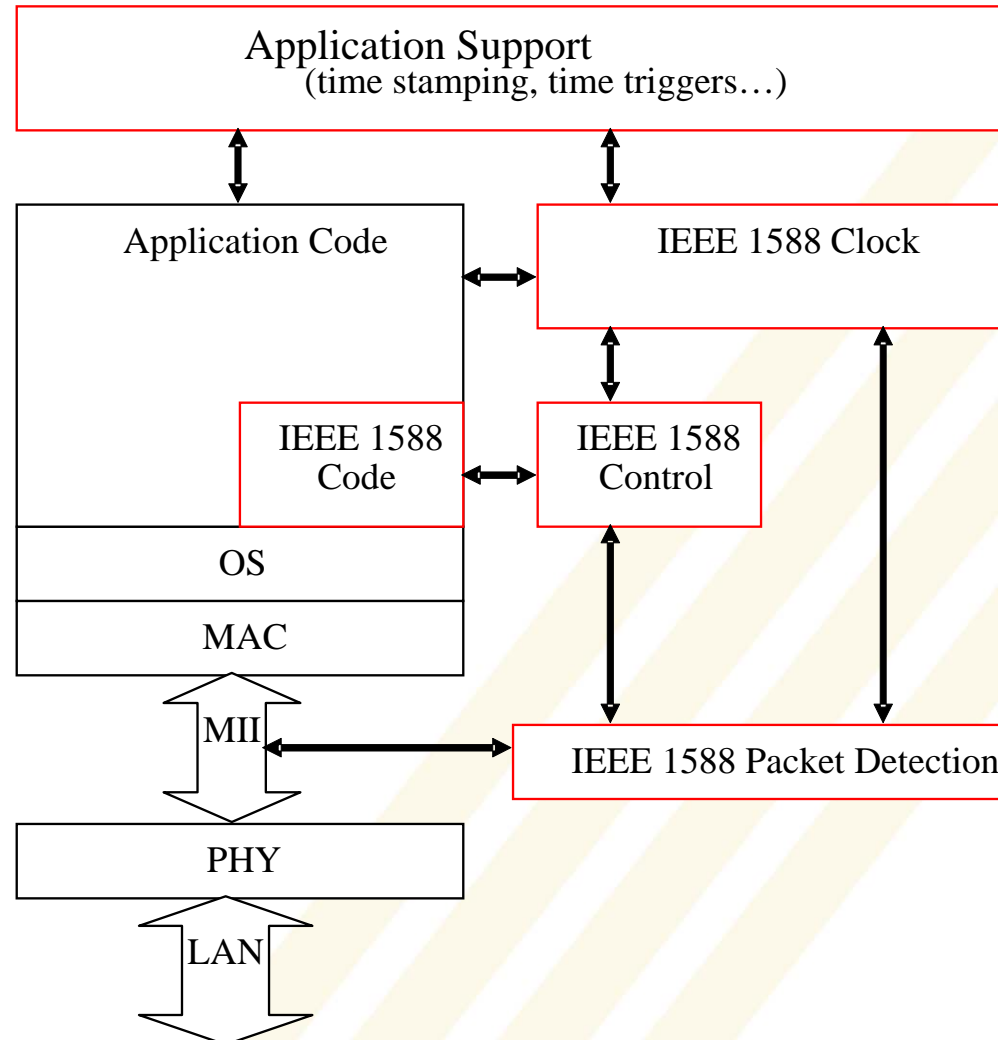 Application Support
(time stamping, time triggers…)
Application Code
IEEE 1588 Clock
IEEE 1588
Code
IEEE 1588
Control
OS
MAC
MII
IEEE 1588 Packet Detection
PHY
LAN